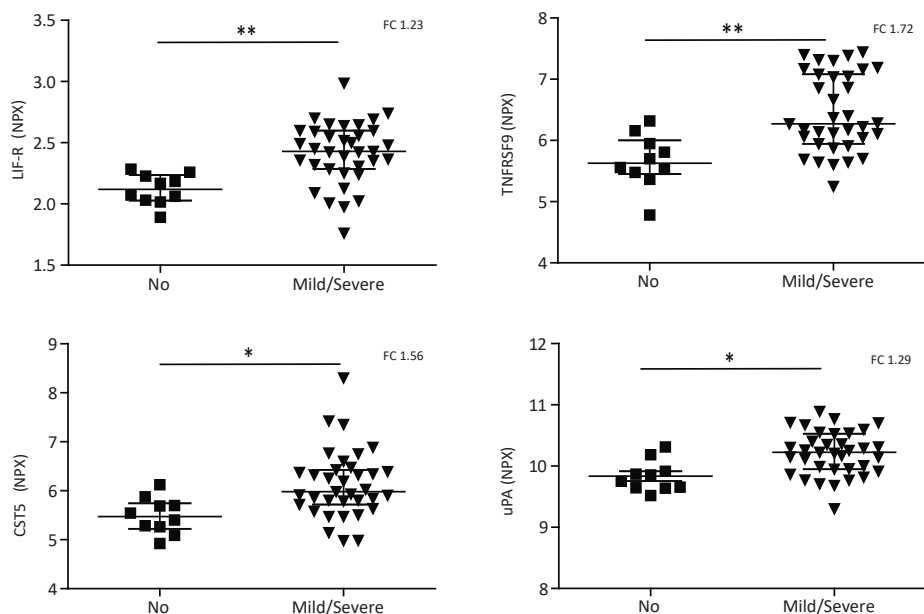 **
FC 1.23
3.5
3.0
2.5
2.0
1.5
LIF-R (NPX)
No
Mild/Severe
**
FC 1.72
8
7
6
5
4
TNFRSF9 (NPX)
No
Mild/Severe
*
FC 1.56
9
8
7
6
5
4
CST5 (NPX)
No
Mild/Severe
*
FC 1.29
12
11
10
9
8
uPA (NPX)
No
Mild/Severe